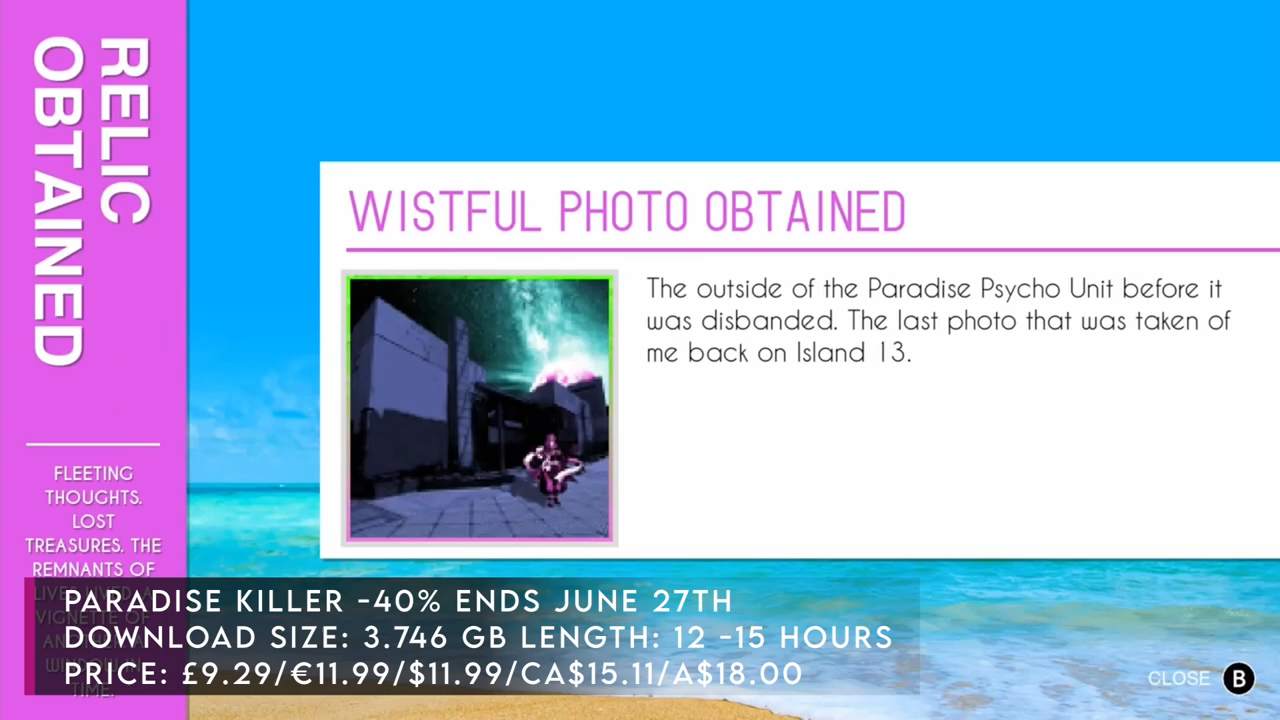 RELIC
OBTAINED
WISTFUL PHOTO OBTAINED
The outside of the Paradise Psycho Unit before it
was disbanded. The last photo that was taken of
me back on Island 13.
FLEETING
THOUGHTS.
LOST
TREASURES. THE
REMNANTS OF
VIGNETTE OF
TIME.
PARADISE KILLER -40% ENDS JUNE 27TH
DOWNLOAD SIZE: 3.746 GB LENGTH: 12 -15 HOURS
PRICE: £9.29/€11.99/$11.99/CA$15.11/A$18.00
CLOSE B